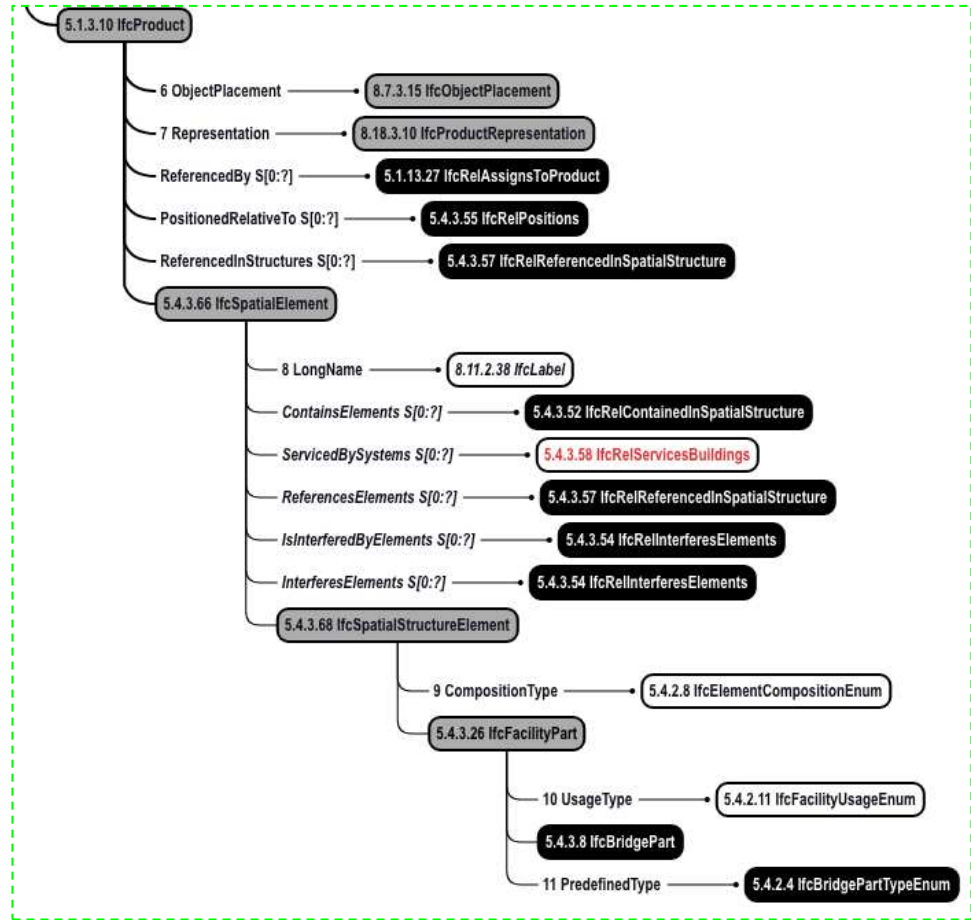 5.1.3.10 IfcProduct
6 ObjectPlacement 8.7.3.15 IfcObjectPlacement
7 Representation 8.18.3.10 IfcProductRepresentation
ReferencedBy S[0:?] 5.1.13.27 IfcRelAssignsToProduct
PositionedRelativeTo S[0:?] 5.4.3.55 IfcRelPositions
ReferencedInStructures S[0:?] 5.4.3.57 IfcRelReferencedInSpatialStructure
5.4.3.66 IfcSpatialElement
8 LongName 8.11.2.38 IfcLabel
ContainsElements S[0:?] 5.4.3.52 IfcRelContainedInSpatialStructure
ServicedBySystems S[0:?] 5.4.3.58 IfcRelServicesBuildings
ReferencesElements S[0:?] 5.4.3.57 IfcRelReferencedInSpatialStructure
IsInterferedByElements S[0:?] 5.4.3.54 IfcRelInterferesElements
InterferesElements S[0:?] 5.4.3.54 IfcRelInterferesElements
5.4.3.68 IfcSpatialStructureElement
9 CompositionType 5.4.2.8 IfcElementCompositionEnum
5.4.3.26 IfcFacilityPart
10 UsageType 5.4.2.11 IfcFacilityUsageEnum
5.4.3.8 IfcBridgePart
11 PredefinedType 5.4.2.4 IfcBridgePartTypeEnum